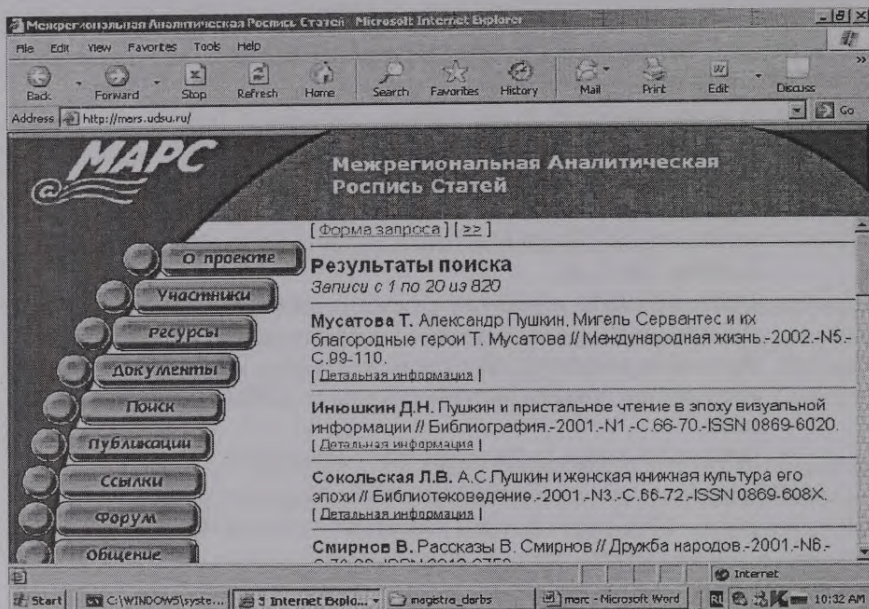 Межрегиональная Аналитическая Роспись Статей - Microsoft Internet Explorer
File Edit View Favorites Tools Help
Back Forward Stop Refresh Home Search Favorites History Mail Print Edit Discuss
Address http://mars.udsu.ru/ Go
МАРС
Межрегиональная Аналитическая
Роспись Статей
О проекте
Участники
Ресурсы
Документы
Поиск
Публикации
Ссылки
Форум
Общение
[ Форма запроса ] [ >> ]
Результаты поиска
Записи с 1 по 20 из 820
Мусатова Т. Александр Пушкин, Мигель Сервантес и их
благородные герои Т. Мусатова // Международная жизнь.-2002.-N5.-
С.99-110.
[ Детальная информация ]
Инюшкин Д.Н. Пушкин и пристальное чтение в эпоху визуальной
информации // Библиография.-2001.-N1.-С.66-70.-ISSN 0869-6020.
[ Детальная информация ]
Сокольская Л.В. А.С.Пушкин и женская книжная культура его
эпохи // Библиотековедение.-2001.-N3.-С.66-72.-ISSN 0869-608X.
[ Детальная информация ]
Смирнов В. Рассказы В. Смирнов // Дружба народов.-2001.-N6.-
Internet
Start C:\WINDOWS\syste... 3 Internet Explo... magistra_darbs marc - Microsoft Word 10:32 AM